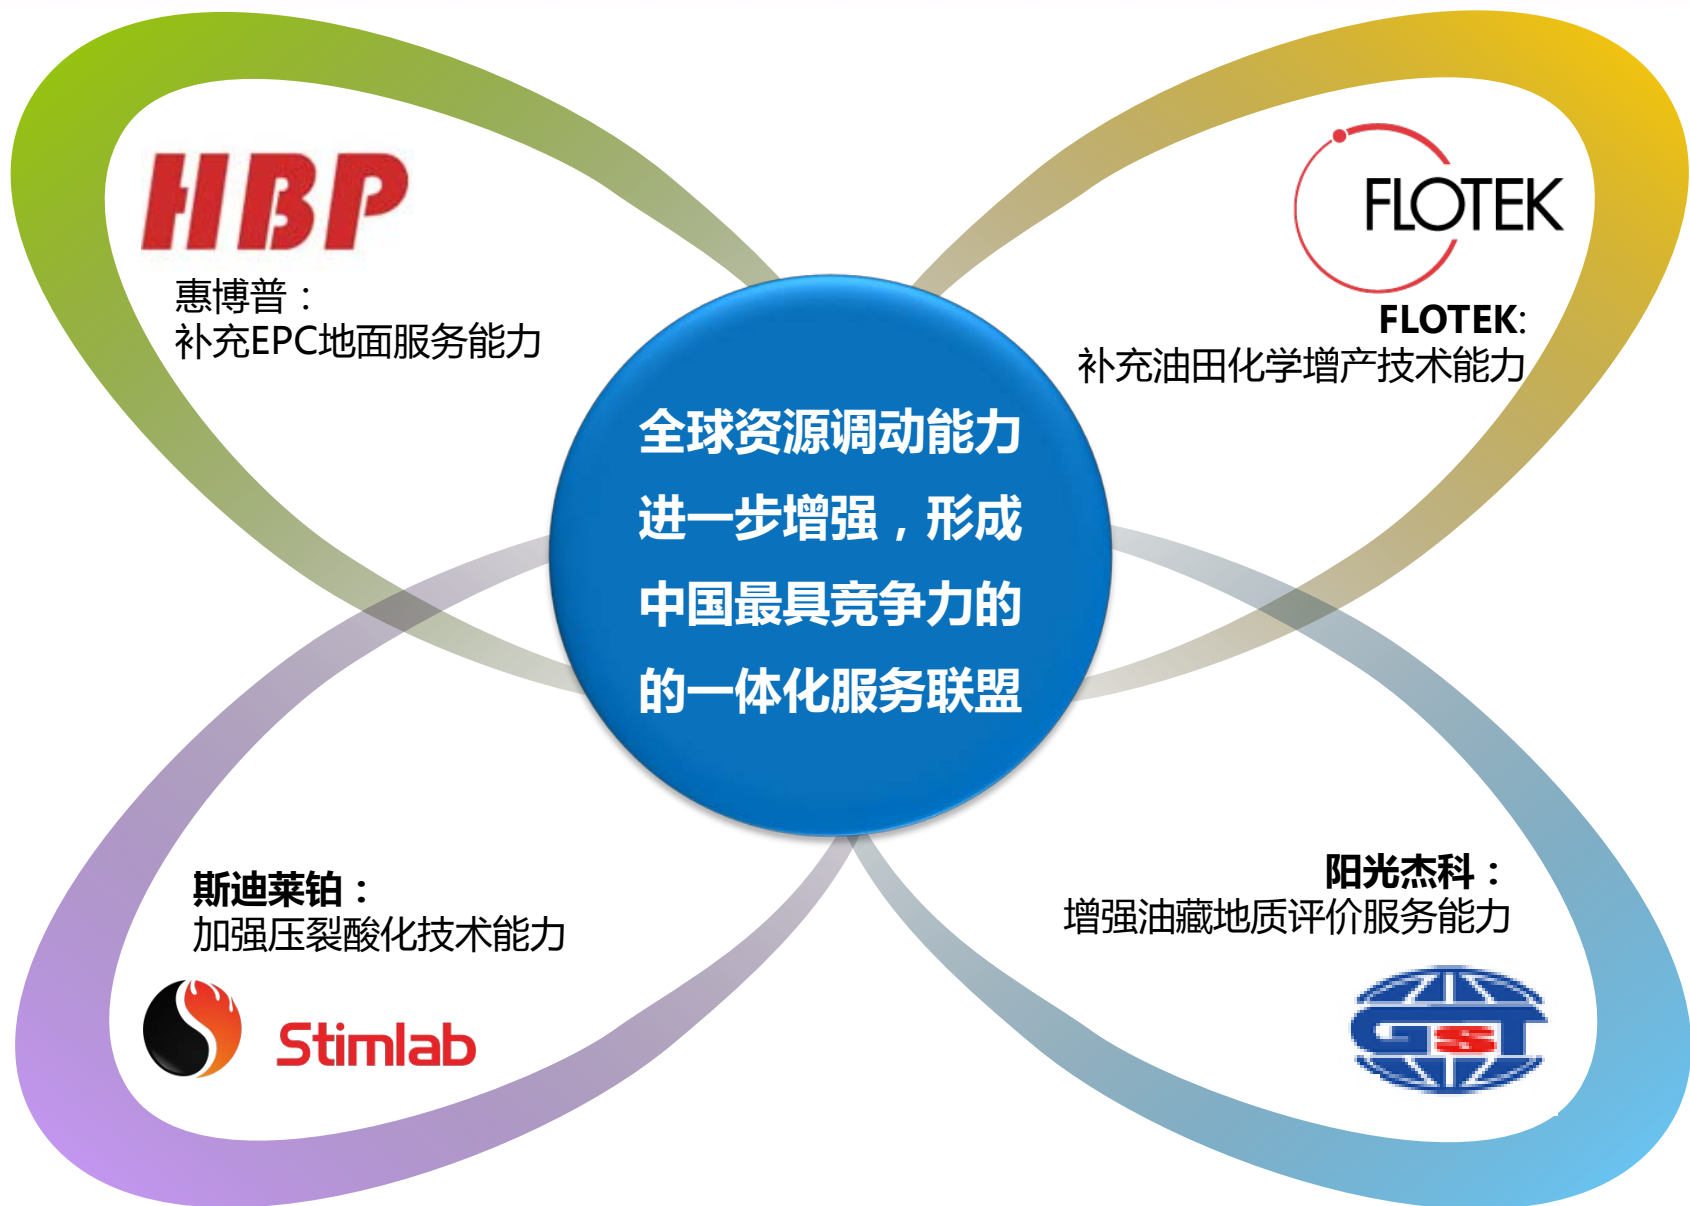 HBP
惠博普：
补充EPC地面服务能力
FLOTEK
FLOTEK:
补充油田化学增产技术能力
全球资源调动能力
进一步增强，形成
中国最具竞争力的
的一体化服务联盟
斯迪莱铂：
加强压裂酸化技术能力
Stimlab
阳光杰科：
增强油藏地质评价服务能力
GsT